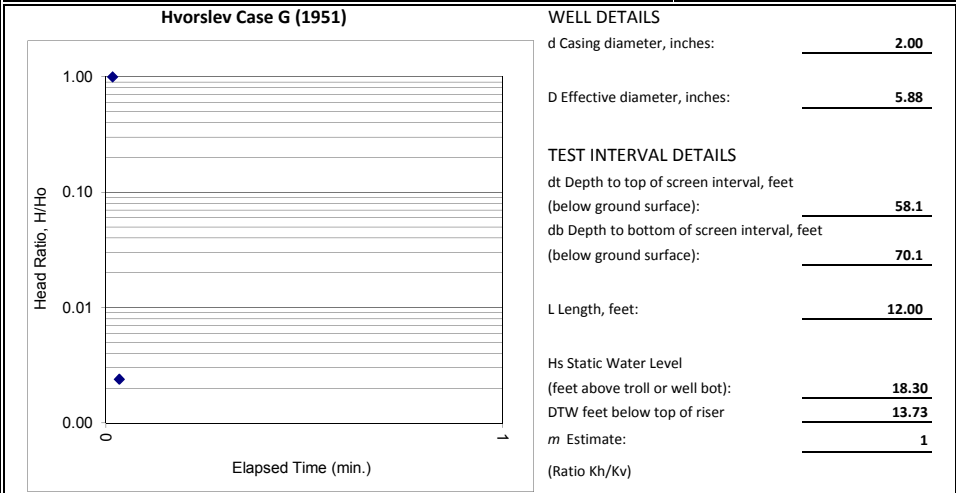 Hvorslev Case G (1951)
Head Ratio, H/Ho
1.00
0.10
0.01
0.00
0
1
Elapsed Time (min.)
WELL DETAILS
d Casing diameter, inches: 2.00
D Effective diameter, inches: 5.88
TEST INTERVAL DETAILS
dt Depth to top of screen interval, feet
(below ground surface): 58.1
db Depth to bottom of screen interval, feet
(below ground surface): 70.1
L Length, feet: 12.00
Hs Static Water Level
(feet above troll or well bot): 18.30
DTW feet below top of riser 13.73
m Estimate: 1
(Ratio Kh/Kv)